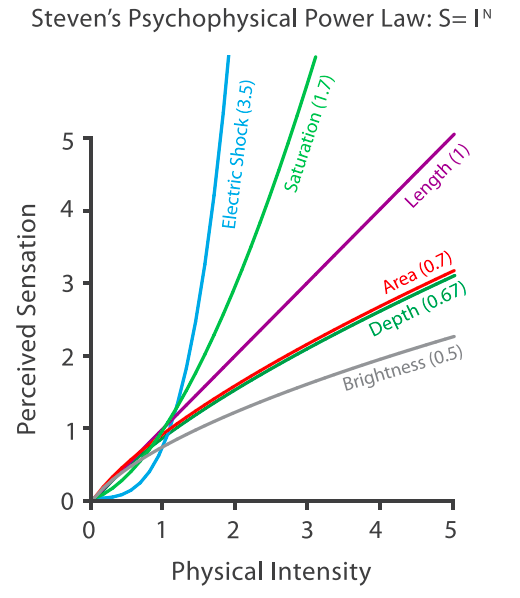 Steven's Psychophysical Power Law: S= Iᴺ
Electric Shock (3.5)
Saturation (1.7)
Length (1)
Area (0.7)
Depth (0.67)
Brightness (0.5)
Perceived Sensation
5
4
3
2
1
0
0 1 2 3 4 5
Physical Intensity